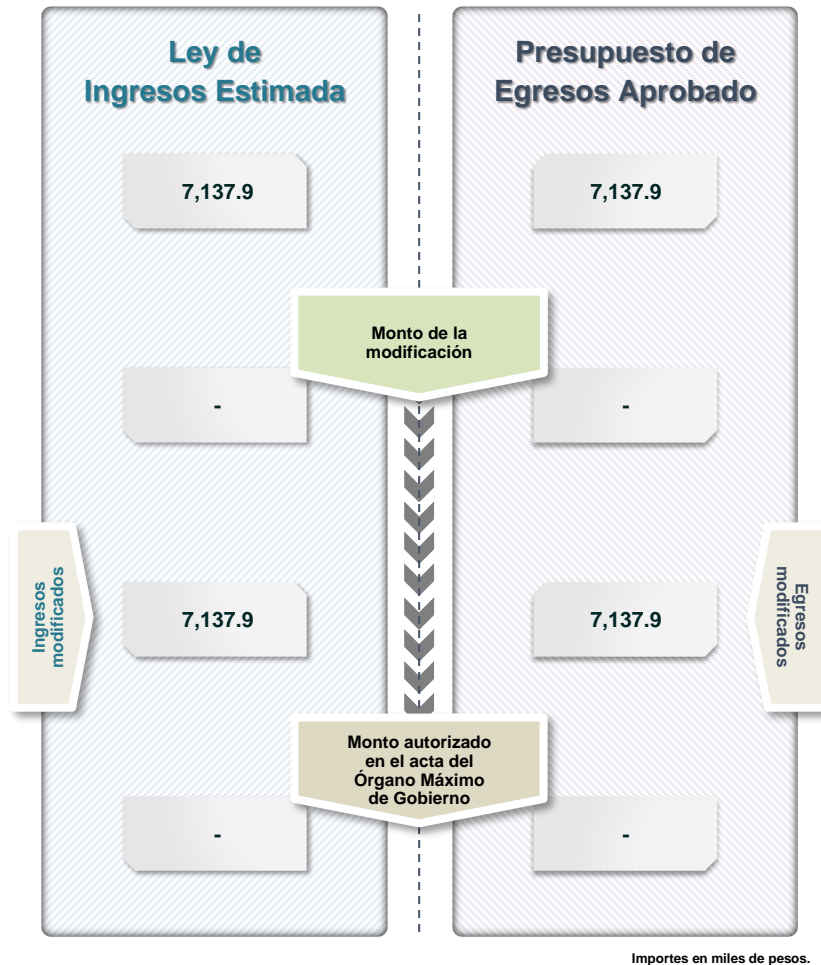 Ley de
Ingresos Estimada
Presupuesto de
Egresos Aprobado
7,137.9
7,137.9
Monto de la
modificación
-
-
Ingresos
modificados
7,137.9
7,137.9
Egresos
modificados
Monto autorizado
en el acta del
Órgano Máximo
de Gobierno
-
-
Importes en miles de pesos.